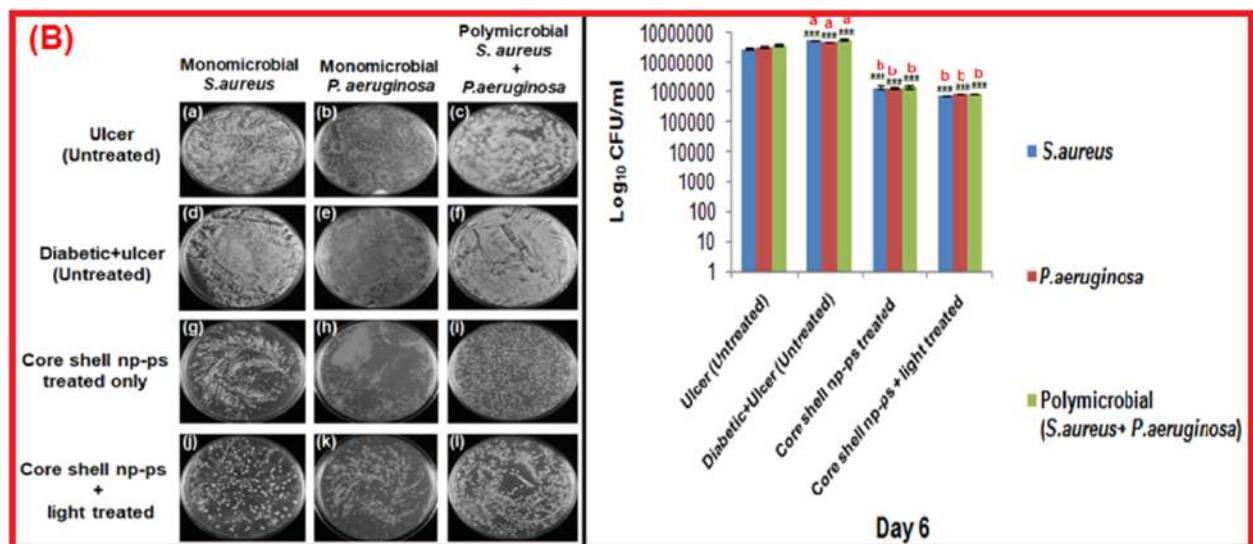 (B)
Monomicrobial
S.aureus
Monomicrobial
P. aeruginosa
Polymicrobial
S. aureus
+
P.aeruginosa
Ulcer
(Untreated)
(a)
(b)
(c)
Diabetic+ulcer
(Untreated)
(d)
(e)
(f)
Core shell np-ps
treated only
(g)
(h)
(i)
Core shell np-ps
+
light treated
(j)
(k)
(l)
Log10 CFU/ml
100000000
10000000
1000000
100000
10000
1000
100
10
1
a a a
*** *** ***
b b b
*** *** ***
b b b
*** *** ***
Ulcer (Untreated)
Diabetic+Ulcer (Untreated)
Core shell np-ps treated
Core shell np-ps + light treated
Day 6
S.aureus
P.aeruginosa
Polymicrobial
(S.aureus+ P.aeruginosa)